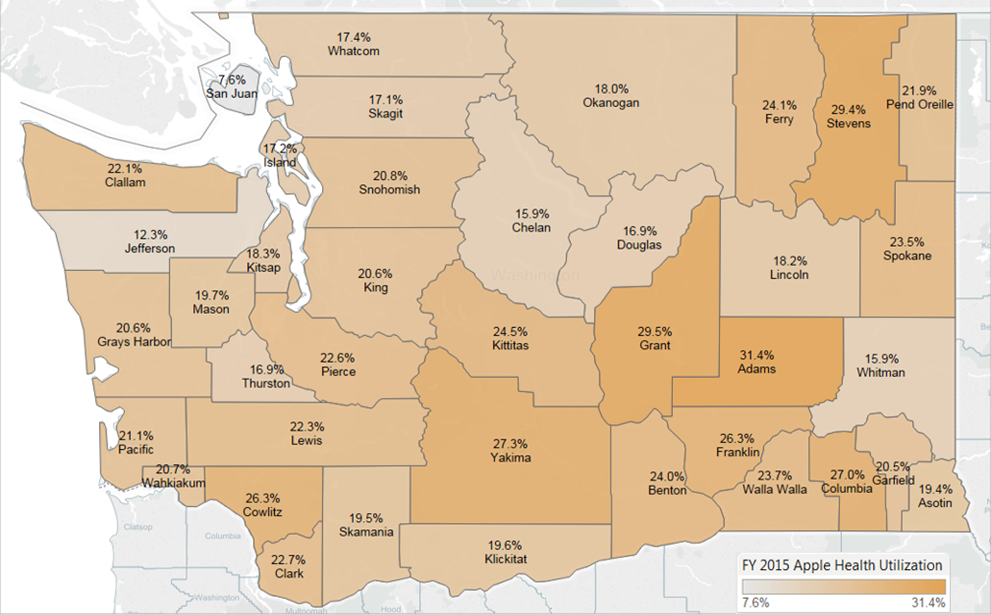 17.4%
Whatcom
7.6%
San Juan
17.1%
Skagit
18.0%
Okanogan
24.1%
Ferry
29.4%
Stevens
21.9%
Pend Oreille
17.2%
Island
22.1%
Clallam
20.8%
Snohomish
12.3%
Jefferson
15.9%
Chelan
16.9%
Douglas
18.2%
Lincoln
23.5%
Spokane
18.3%
Kitsap
20.6%
King
Washington
19.7%
Mason
20.6%
Grays Harbor
24.5%
Kittitas
29.5%
Grant
31.4%
Adams
15.9%
Whitman
16.9%
Thurston
22.6%
Pierce
21.1%
Pacific
22.3%
Lewis
27.3%
Yakima
26.3%
Franklin
20.7%
Wahkiakum
24.0%
Benton
23.7%
Walla Walla
27.0%
Columbia
20.5%
Garfield
19.4%
Asotin
26.3%
Cowlitz
19.5%
Skamania
19.6%
Klickitat
22.7%
Clark
Clatsop
Columbia
Washington
Multnomah
Hood
FY 2015 Apple Health Utilization
7.6%
31.4%